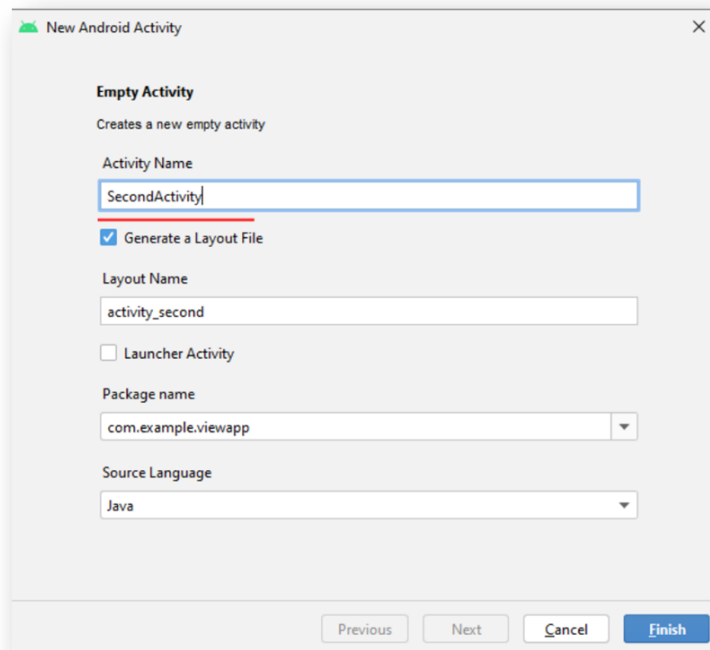 New Android Activity
Empty Activity
Creates a new empty activity
Activity Name
SecondActivity
Generate a Layout File
Layout Name
activity_second
Launcher Activity
Package name
com.example.viewapp
Source Language
Java
Previous Next Cancel Finish